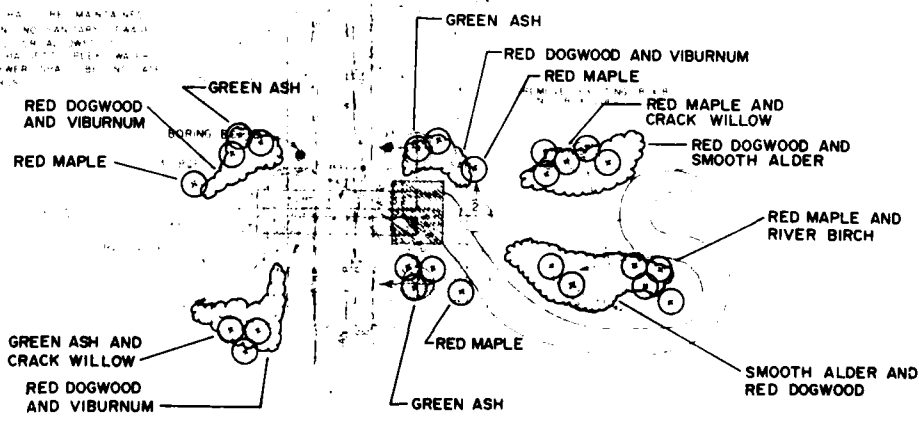 GREEN ASH
RED DOGWOOD AND VIBURNUM
RED MAPLE
GREEN ASH
RED DOGWOOD
AND VIBURNUM
RED MAPLE
RED MAPLE AND
CRACK WILLOW
RED DOGWOOD AND
SMOOTH ALDER
RED MAPLE AND
RIVER BIRCH
GREEN ASH AND
CRACK WILLOW
RED DOGWOOD
AND VIBURNUM
RED MAPLE
GREEN ASH
SMOOTH ALDER AND
RED DOGWOOD
BORING